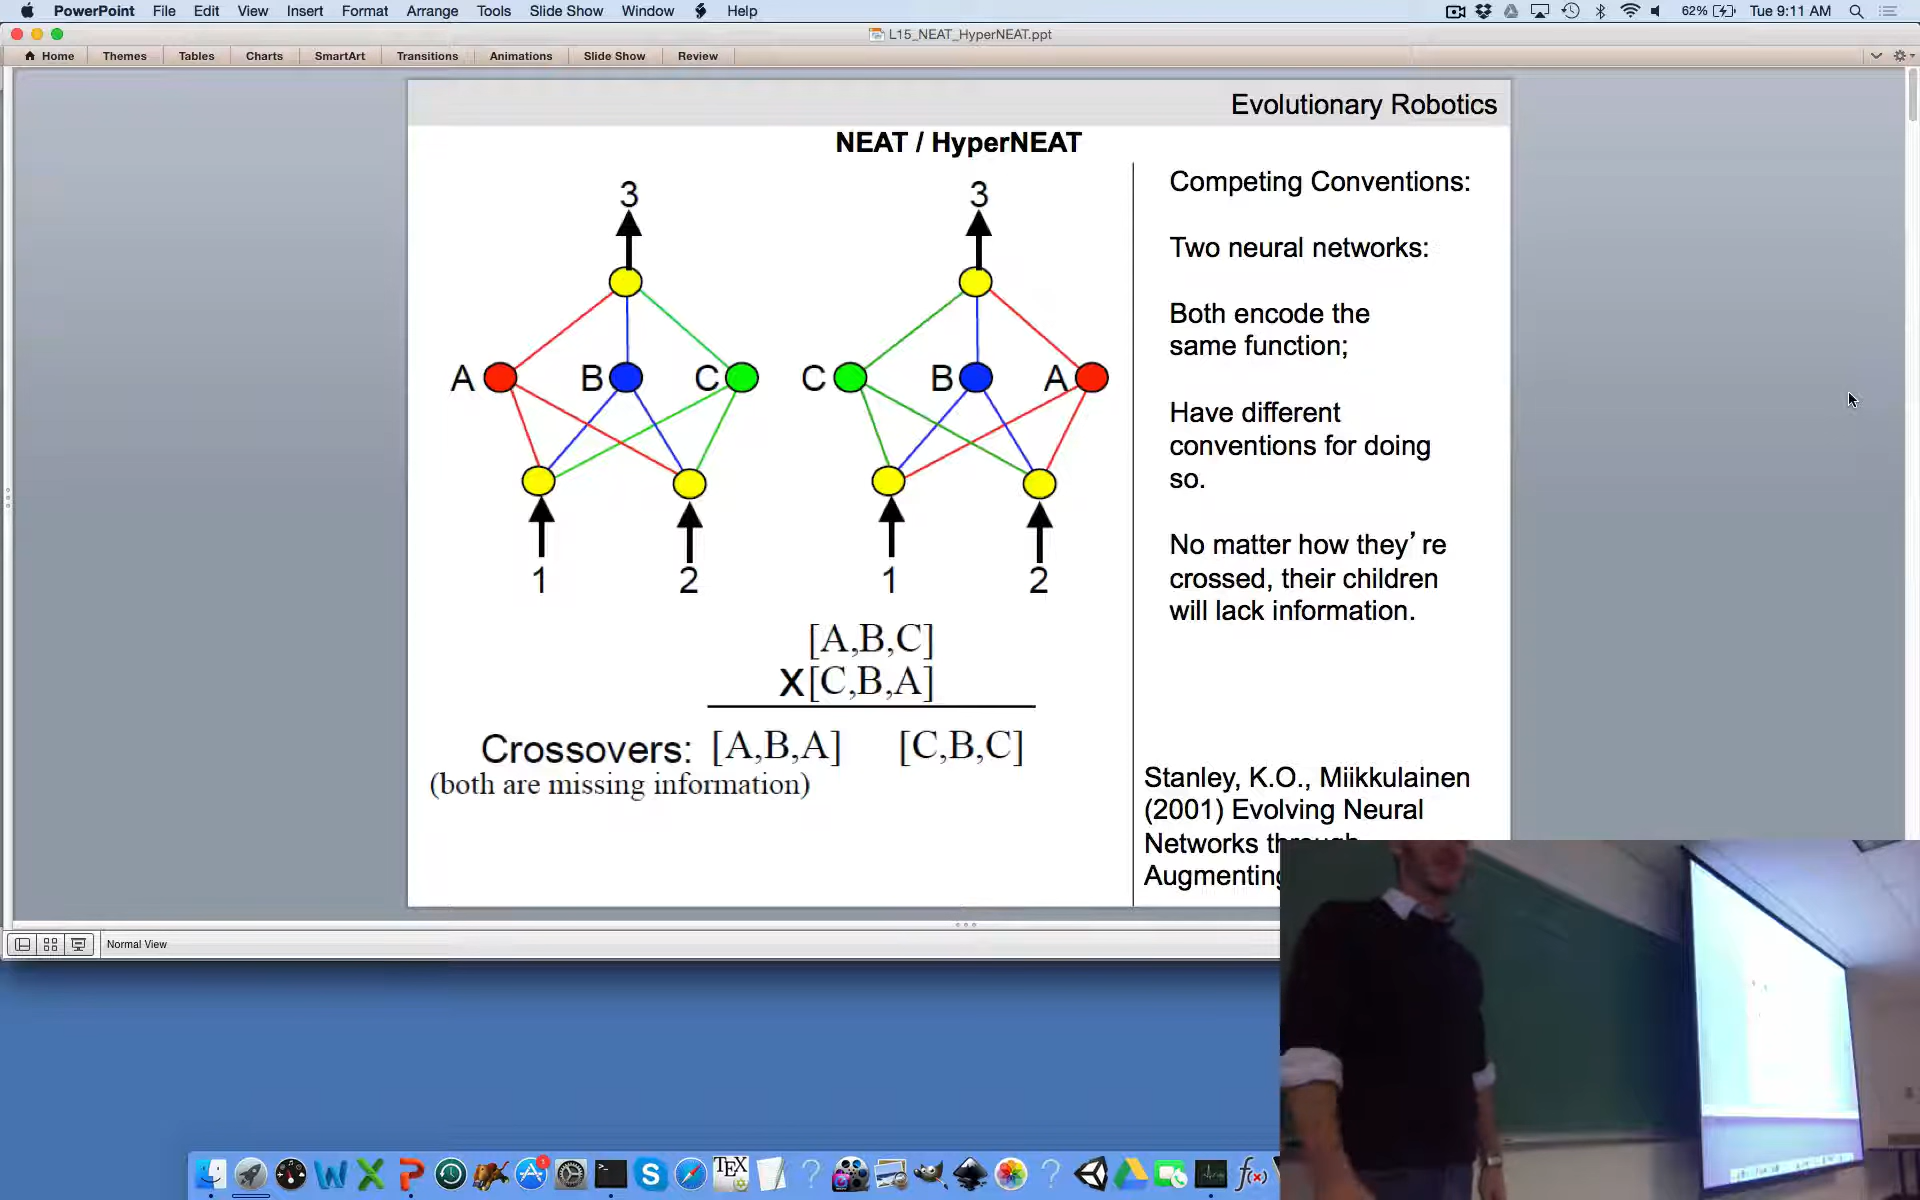 PowerPoint File Edit View Insert Format Arrange Tools Slide Show Window Help 62% Tue 9:11 AM
L15_NEAT_HyperNEAT.ppt
Home Themes Tables Charts SmartArt Transitions Animations Slide Show Review
Evolutionary Robotics
NEAT / HyperNEAT
3 3
A B C C B A
1 2 1 2
[A,B,C]
X[C,B,A]
Crossovers: [A,B,A] [C,B,C]
(both are missing information)
Competing Conventions:
Two neural networks:
Both encode the
same function;
Have different
conventions for doing
so.
No matter how they’re
crossed, their children
will lack information.
Stanley, K.O., Miikkulainen
(2001) Evolving Neural
Networks through
Augmenting
Normal View
W X P 1 S TEX ? ? f(x)